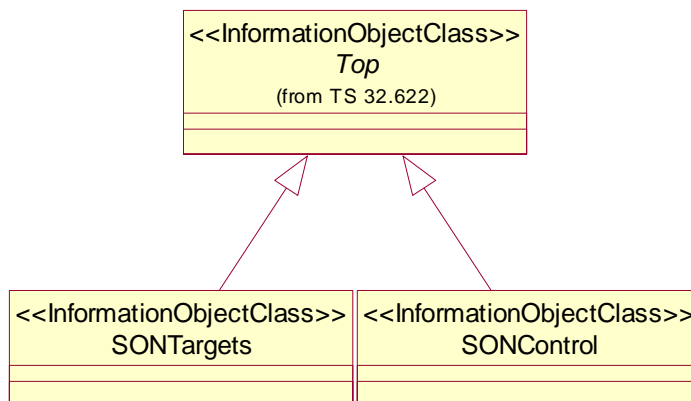 <<InformationObjectClass>>
Top
(from TS 32.622)
<<InformationObjectClass>>
SONTargets
<<InformationObjectClass>>
SONControl